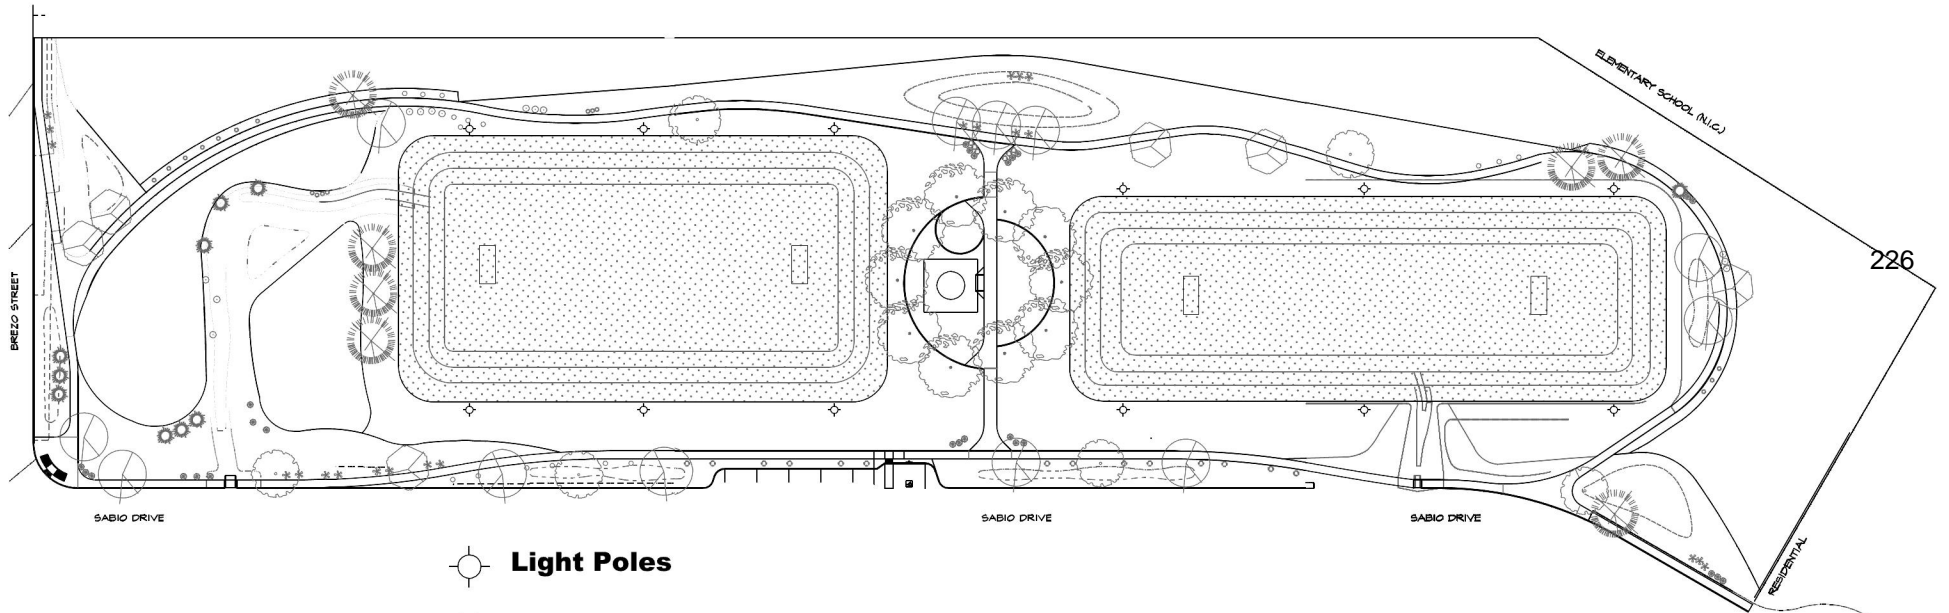 ELEMENTARY SCHOOL (N.I.C.)
226
BREZO STREET
SABIO DRIVE
SABIO DRIVE
SABIO DRIVE
RESIDENTIAL
Light Poles